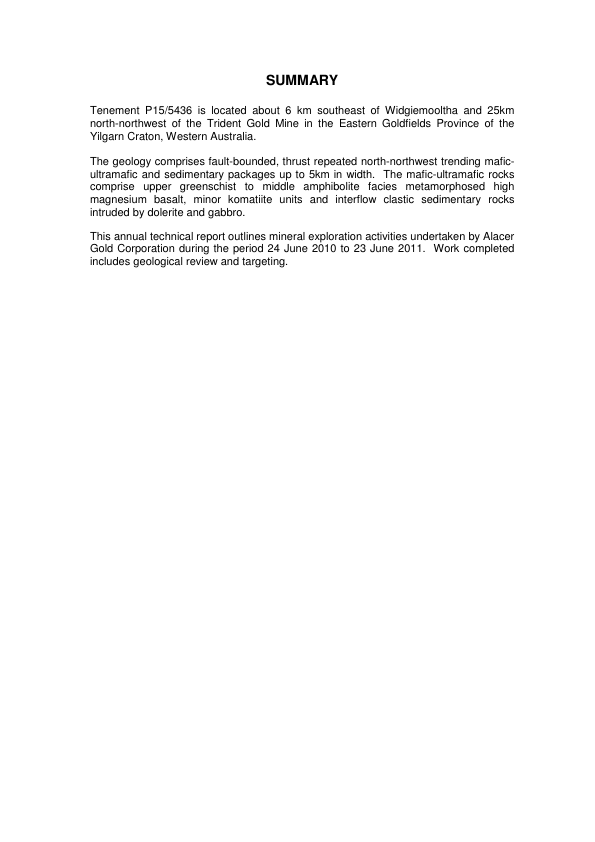 SUMMARY
Tenement P15/5436 is located about 6 km southeast of Widgiemooltha and 25km
north-northwest of the Trident Gold Mine in the Eastern Goldfields Province of the
Yilgarn Craton, Western Australia.
The geology comprises fault-bounded, thrust repeated north-northwest trending mafic-
ultramafic and sedimentary packages up to 5km in width.  The mafic-ultramafic rocks
comprise upper greenschist to middle amphibolite facies metamorphosed high
magnesium basalt, minor komatiite units and interflow clastic sedimentary rocks
intruded by dolerite and gabbro.
This annual technical report outlines mineral exploration activities undertaken by Alacer
Gold Corporation during the period 24 June 2010 to 23 June 2011.  Work completed
includes geological review and targeting.